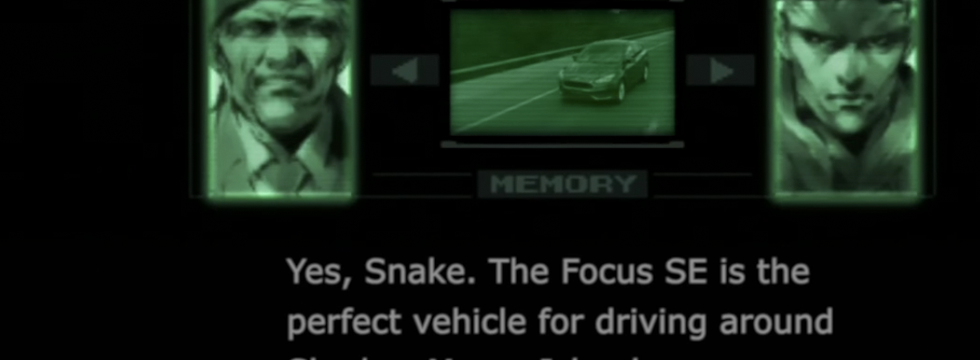 MEMORY
Yes, Snake. The Focus SE is the
perfect vehicle for driving around